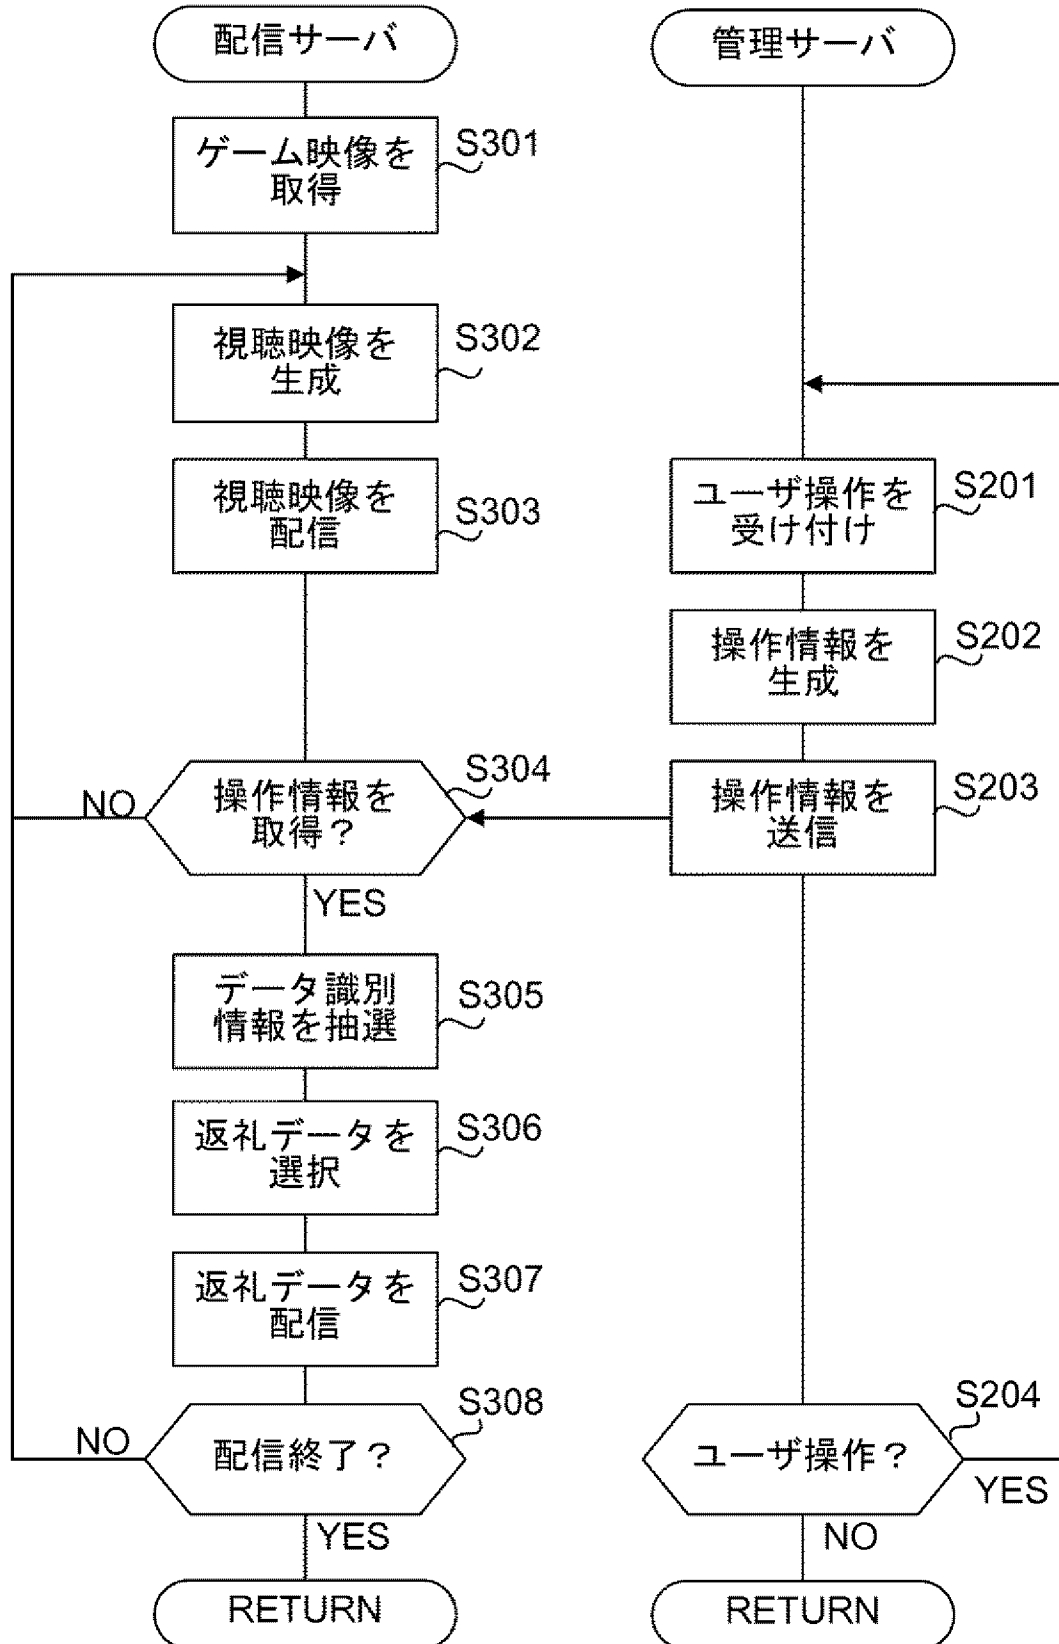 配信サーバ
管理サーバ
ゲーム映像を
取得
S301
視聴映像を
生成
S302
視聴映像を
配信
S303
ユーザ操作を
受け付け
S201
操作情報を
生成
S202
操作情報を
取得？
S304
NO
YES
操作情報を
送信
S203
データ識別
情報を抽選
S305
返礼データを
選択
S306
返礼データを
配信
S307
配信終了？
S308
NO
YES
ユーザ操作？
S204
YES
NO
RETURN
RETURN